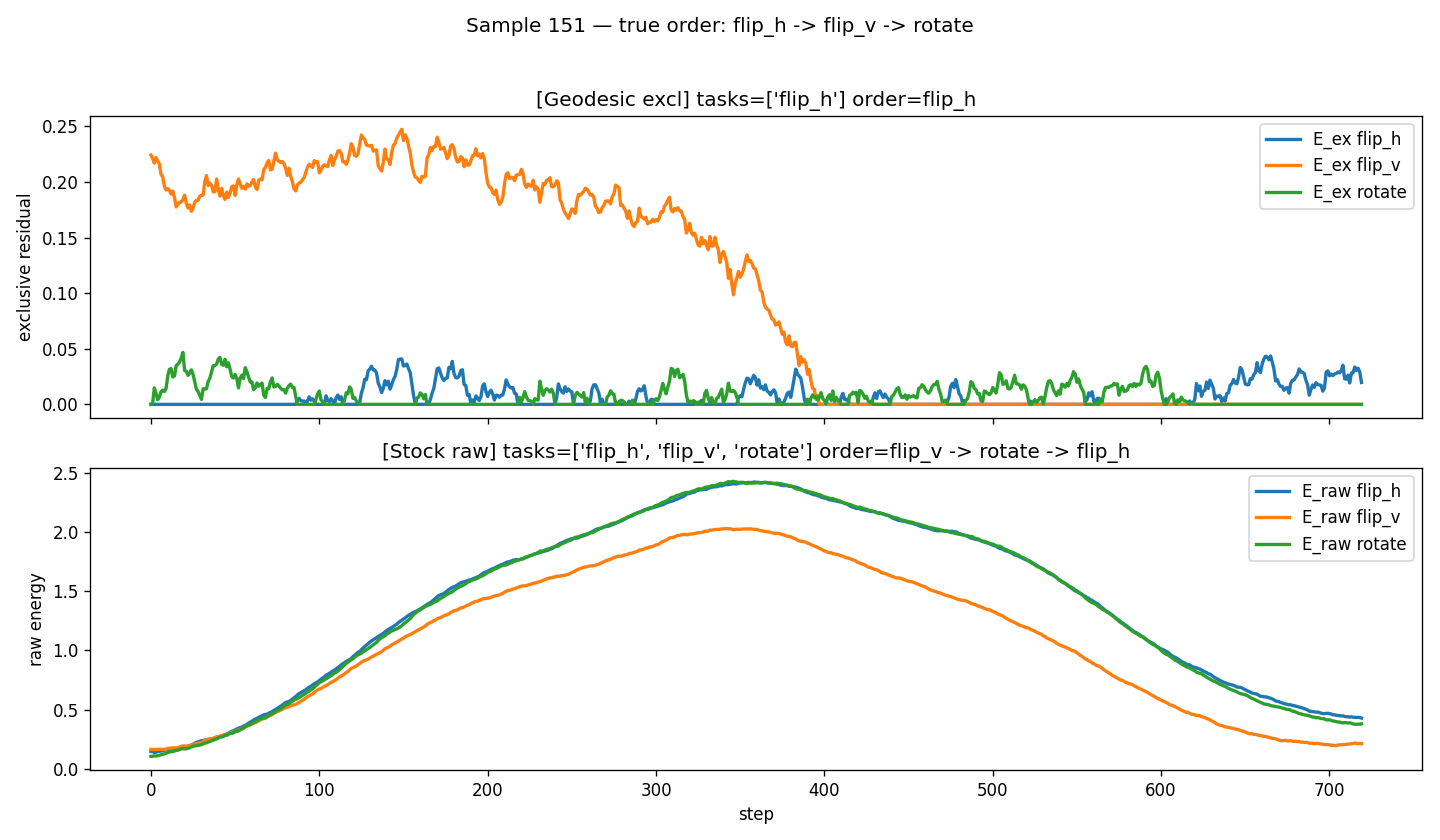 Sample 151 — true order: flip_h -> flip_v -> rotate
[Geodesic excl] tasks=['flip_h'] order=flip_h
exclusive residual
0.25
0.20
0.15
0.10
0.05
0.00
E_ex flip_h
E_ex flip_v
E_ex rotate
[Stock raw] tasks=['flip_h', 'flip_v', 'rotate'] order=flip_v -> rotate -> flip_h
raw energy
2.5
2.0
1.5
1.0
0.5
0.0
E_raw flip_h
E_raw flip_v
E_raw rotate
0 100 200 300 400 500 600 700
step